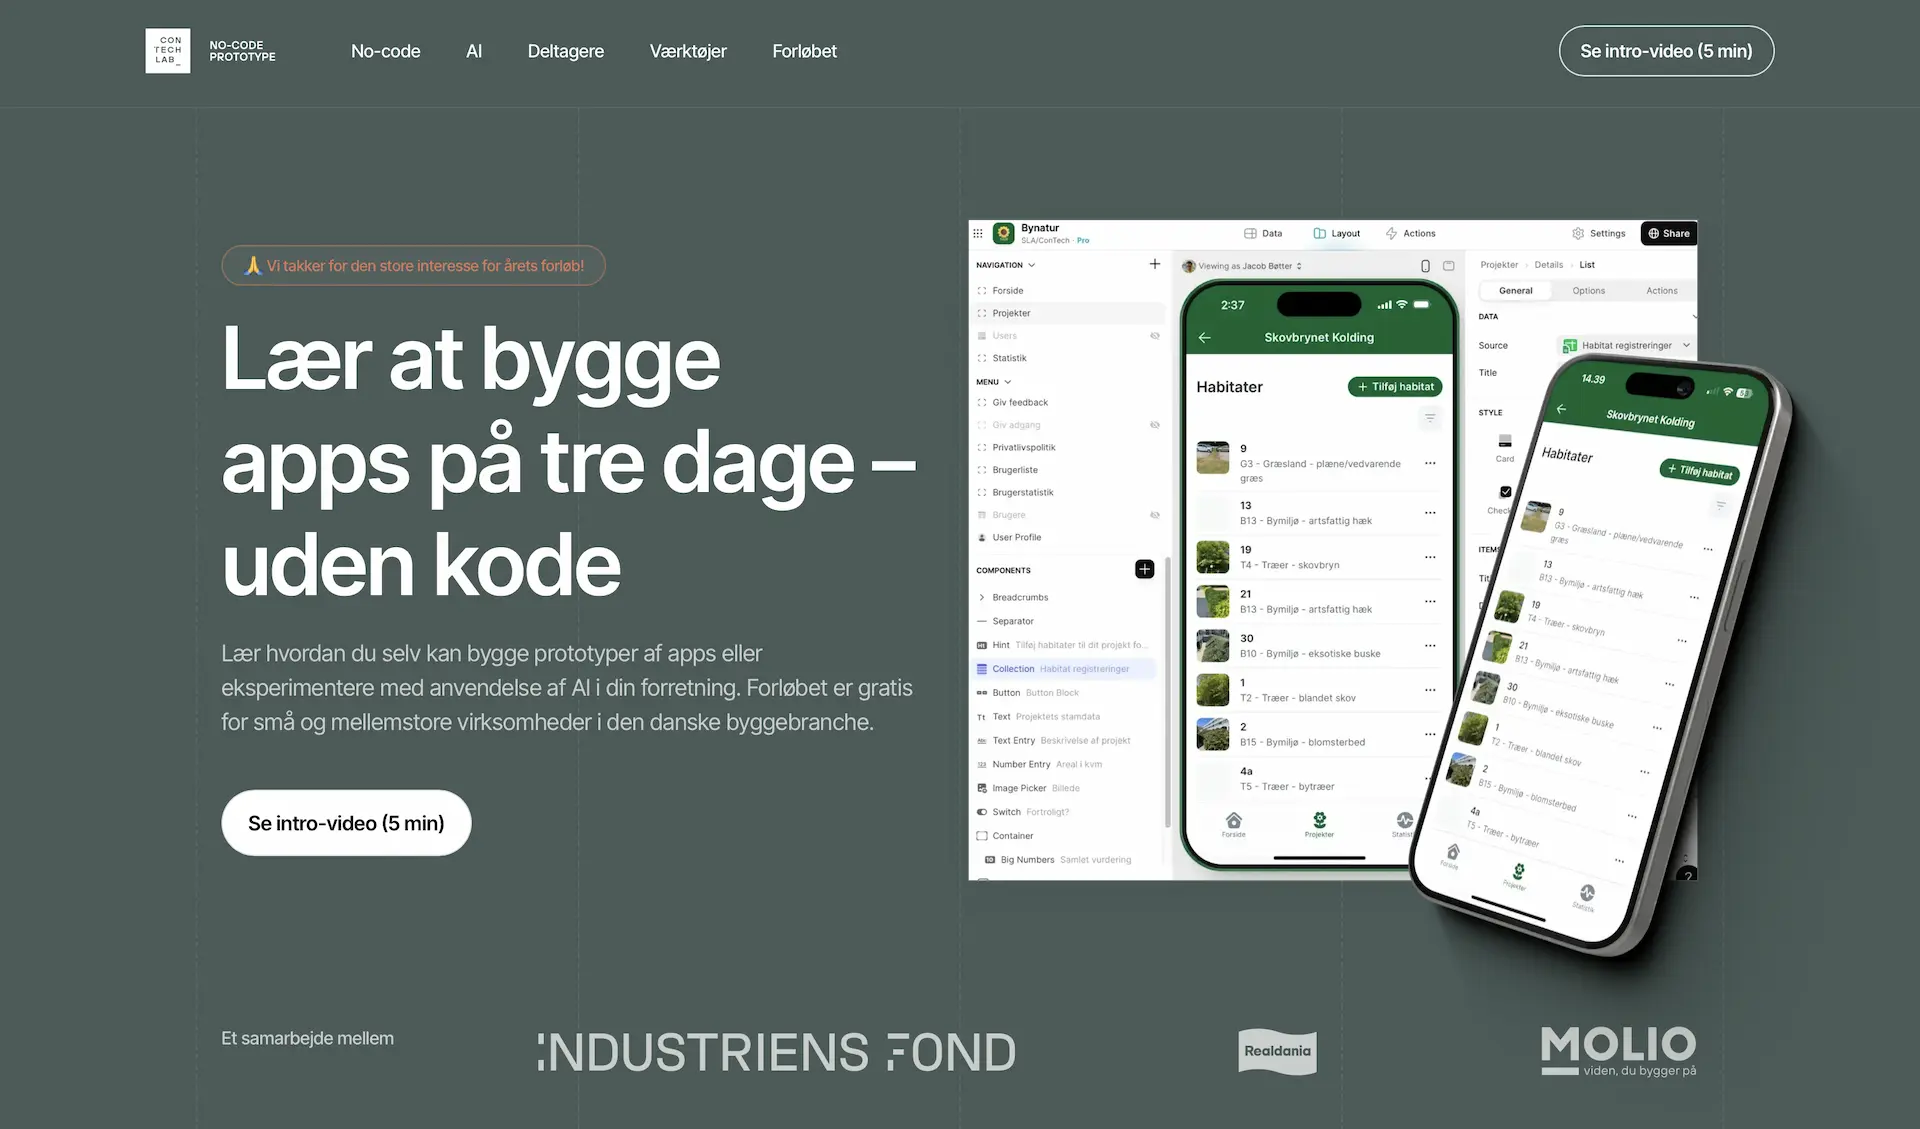 CON
TECH
LAB_
NO-CODE
PROTOTYPE
No-code
AI
Deltagere
Værktøjer
Forløbet
Se intro-video (5 min)
🙏 Vi takker for den store interesse for årets forløb!
Lær at bygge
apps på tre dage –
uden kode
Lær hvordan du selv kan bygge prototyper af apps eller
eksperimentere med anvendelse af AI i din forretning. Forløbet er gratis
for små og mellemstore virksomheder i den danske byggebranche.
Se intro-video (5 min)
Bynatur
SLA/ConTech · Pro
Data
Layout
Actions
Settings
Share
NAVIGATION
Forside
Projekter
Users
Statistik
MENU
Giv feedback
Giv adgang
Privatlivspolitik
Brugerliste
Brugerstatistik
Brugere
User Profile
COMPONENTS
Breadcrumbs
Separator
Hint Tilføj habitater til dit projekt fo...
Collection Habitat registreringer
Button Button Block
Text Projektets stamdata
Text Entry Beskrivelse af projekt
Number Entry Areal i kvm
Image Picker Billede
Switch Fortroligt?
Container
Big Numbers Samlet vurdering
Viewing as Jacob Bøtter
2:37
Skovbrynet Kolding
Habitater
+ Tilføj habitat
9
G3 - Græsland - plæne/vedvarende
græs
13
B13 - Bymiljø - artsfattig hæk
19
T4 - Træer - skovbryn
21
B13 - Bymiljø - artsfattig hæk
30
B10 - Bymiljø - eksotiske buske
1
T2 - Træer - blandet skov
2
B15 - Bymiljø - blomsterbed
4a
T5 - Træer - bytræer
Forside
Projekter
Statist
Projekter
Details
List
General
Options
Actions
DATA
Source
Habitat registreringer
Title
STYLE
Card
Check
ITEMS
Tit
14.39
Skovbrynet Kolding
Habitater
+ Tilføj habitat
9
G3 - Græsland - plæne/vedvarende
græs
13
B13 - Bymiljø - artsfattig hæk
19
T4 - Træer - skovbryn
21
B13 - Bymiljø - artsfattig hæk
30
B10 - Bymiljø - eksotiske buske
1
T2 - Træer - blandet skov
2
B15 - Bymiljø - blomsterbed
4a
T5 - Træer - bytræer
Forside
Projekter
Statistik
?
Et samarbejde mellem
INDUSTRIENS FOND
Realdania
MOLIO
viden, du bygger på